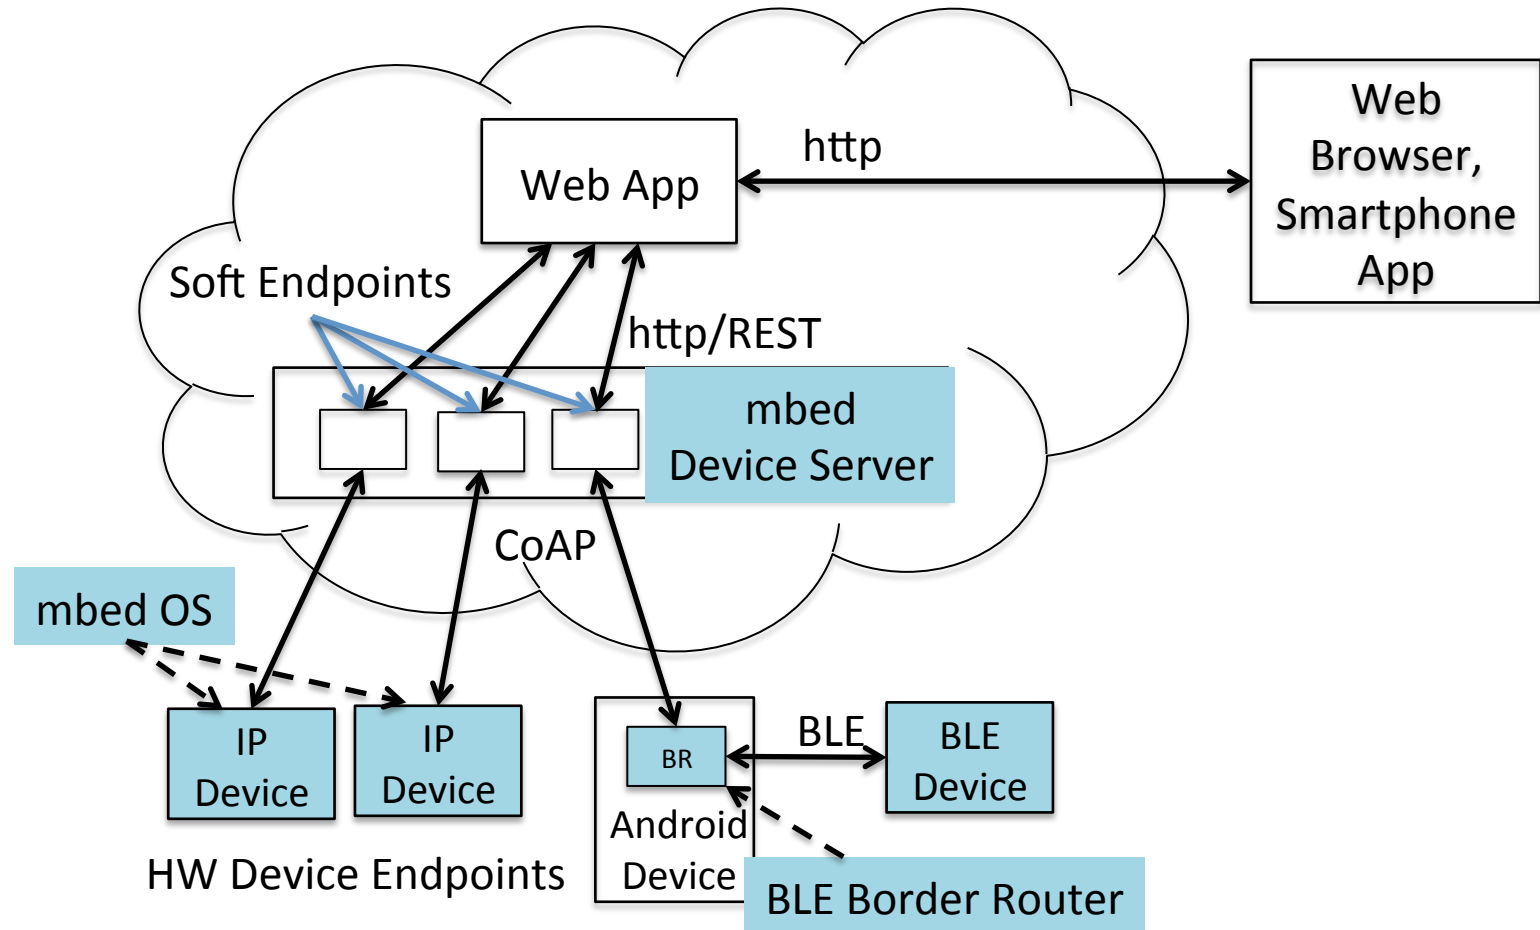 Web
Browser,
Smartphone
App
http
Web App
Soft Endpoints
http/REST
mbed
Device Server
CoAP
mbed OS
IP
Device
IP
Device
BR
BLE
BLE
Device
Android
Device
HW Device Endpoints
BLE Border Router